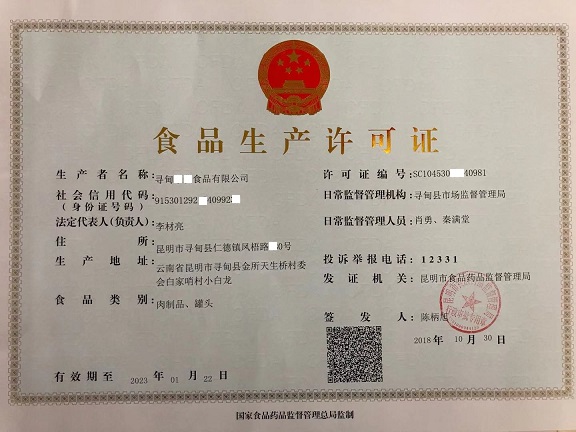 食品生产许可证
生产者名称:寻甸 食品有限公司
社会信用代码:915301292 409923
(身份证号码)
法定代表人(负责人):李材亮
住所:昆明市寻甸县仁德镇凤梧路 0号
生产地址:云南省昆明市寻甸县金所天生桥村委
会白家哨村小白龙
食品类别:肉制品、罐头
有效期至 2023 年 01 月 22 日
许可证编号:SC104530 40981
日常监督管理机构:寻甸县市场监督管理局
日常监督管理人员:肖勇、秦满堂
投诉举报电话:12331
发证机关:昆明市食品药品监督管理局
签发人:陈柄旭
2018 年 10 月 30 日
国家食品药品监督管理总局监制